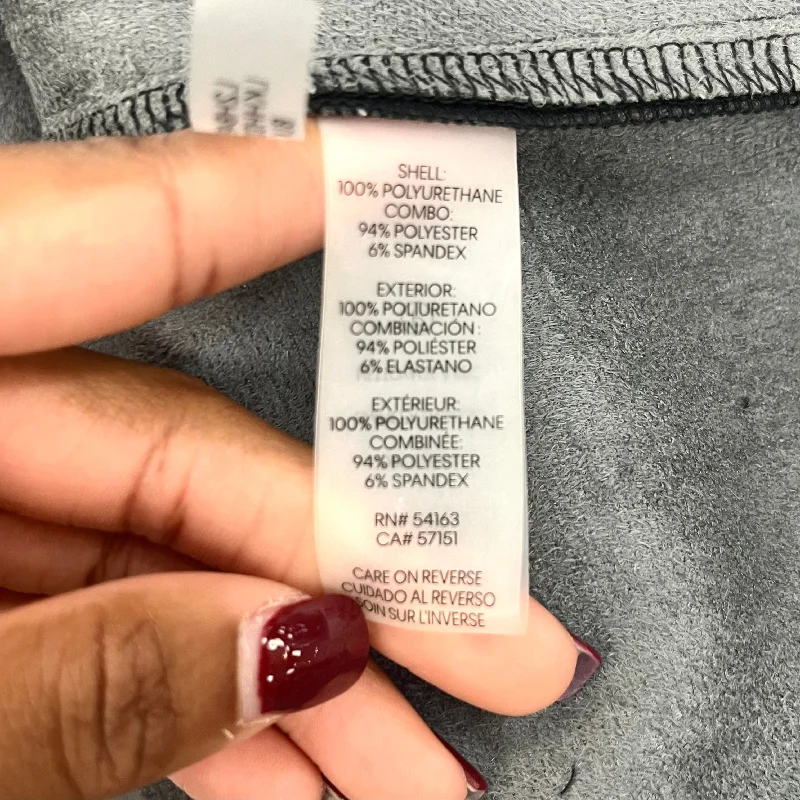 SHELL:
100% POLYURETHANE
COMBO:
94% POLYESTER
6% SPANDEX
EXTERIOR:
100% POLIURETANO
COMBINACIÓN:
94% POLIÉSTER
6% ELASTANO
EXTÉRIEUR:
100% POLYURETHANE
COMBINÉE:
94% POLYESTER
6% SPANDEX
RN# 54163
CA# 57151
CARE ON REVERSE
CUIDADO AL REVERSO
SOIN SUR L'INVERSE